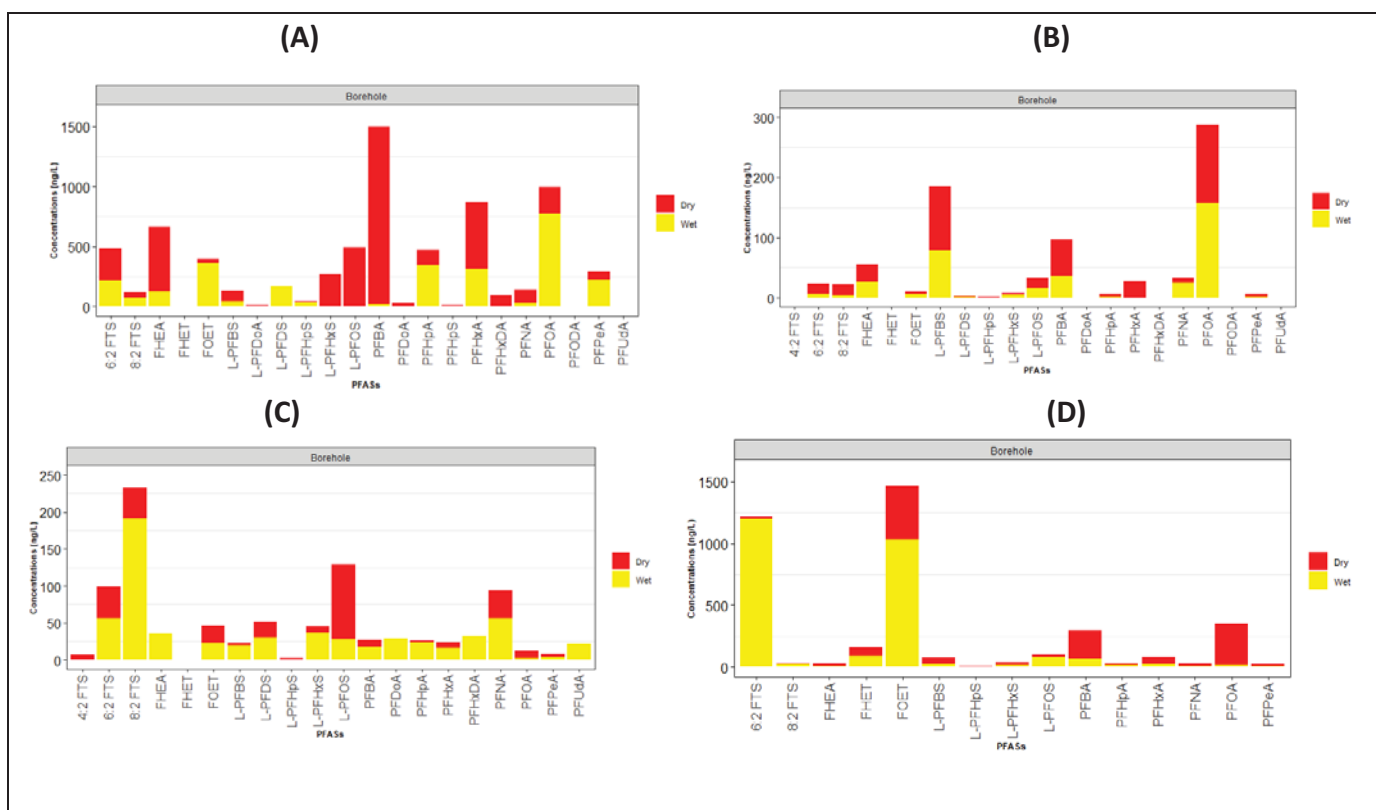 (A)
Borehole
1500
1000
500
0
Concentrations (ng/L)
6:2 FTS
8:2 FTS
FHEA
FHET
FOET
L-PFBS
L-PFDoA
L-PFDS
L-PFHpS
L-PFHxS
L-PFOS
PFBA
PFDoA
PFHpA
PFHpS
PFHxA
PFHxDA
PFNA
PFOA
PFODA
PFPeA
PFUdA
PFASs
Dry
Wet
(B)
Borehole
300
200
100
0
Concentrations (ng/L)
4:2 FTS
6:2 FTS
8:2 FTS
FHEA
FHET
FOET
L-PFBS
L-PFDS
L-PFHpS
L-PFHxS
L-PFOS
PFBA
PFDoA
PFHpA
PFHxA
PFHxDA
PFNA
PFOA
PFODA
PFPeA
PFUdA
PFASs
Dry
Wet
(C)
Borehole
250
200
150
100
50
0
Concentrations (ng/L)
4:2 FTS
6:2 FTS
8:2 FTS
FHEA
FHET
FOET
L-PFBS
L-PFDS
L-PFHpS
L-PFHxS
L-PFOS
PFBA
PFDoA
PFHpA
PFHxA
PFHxDA
PFNA
PFOA
PFPeA
PFUdA
PFASs
Dry
Wet
(D)
Borehole
1500
1000
500
0
Concentrations (ng/L)
6:2 FTS
8:2 FTS
FHEA
FHET
FOET
L-PFBS
L-PFHpS
L-PFHxS
L-PFOS
PFBA
PFHpA
PFHxA
PFNA
PFOA
PFPeA
PFASs
Dry
Wet